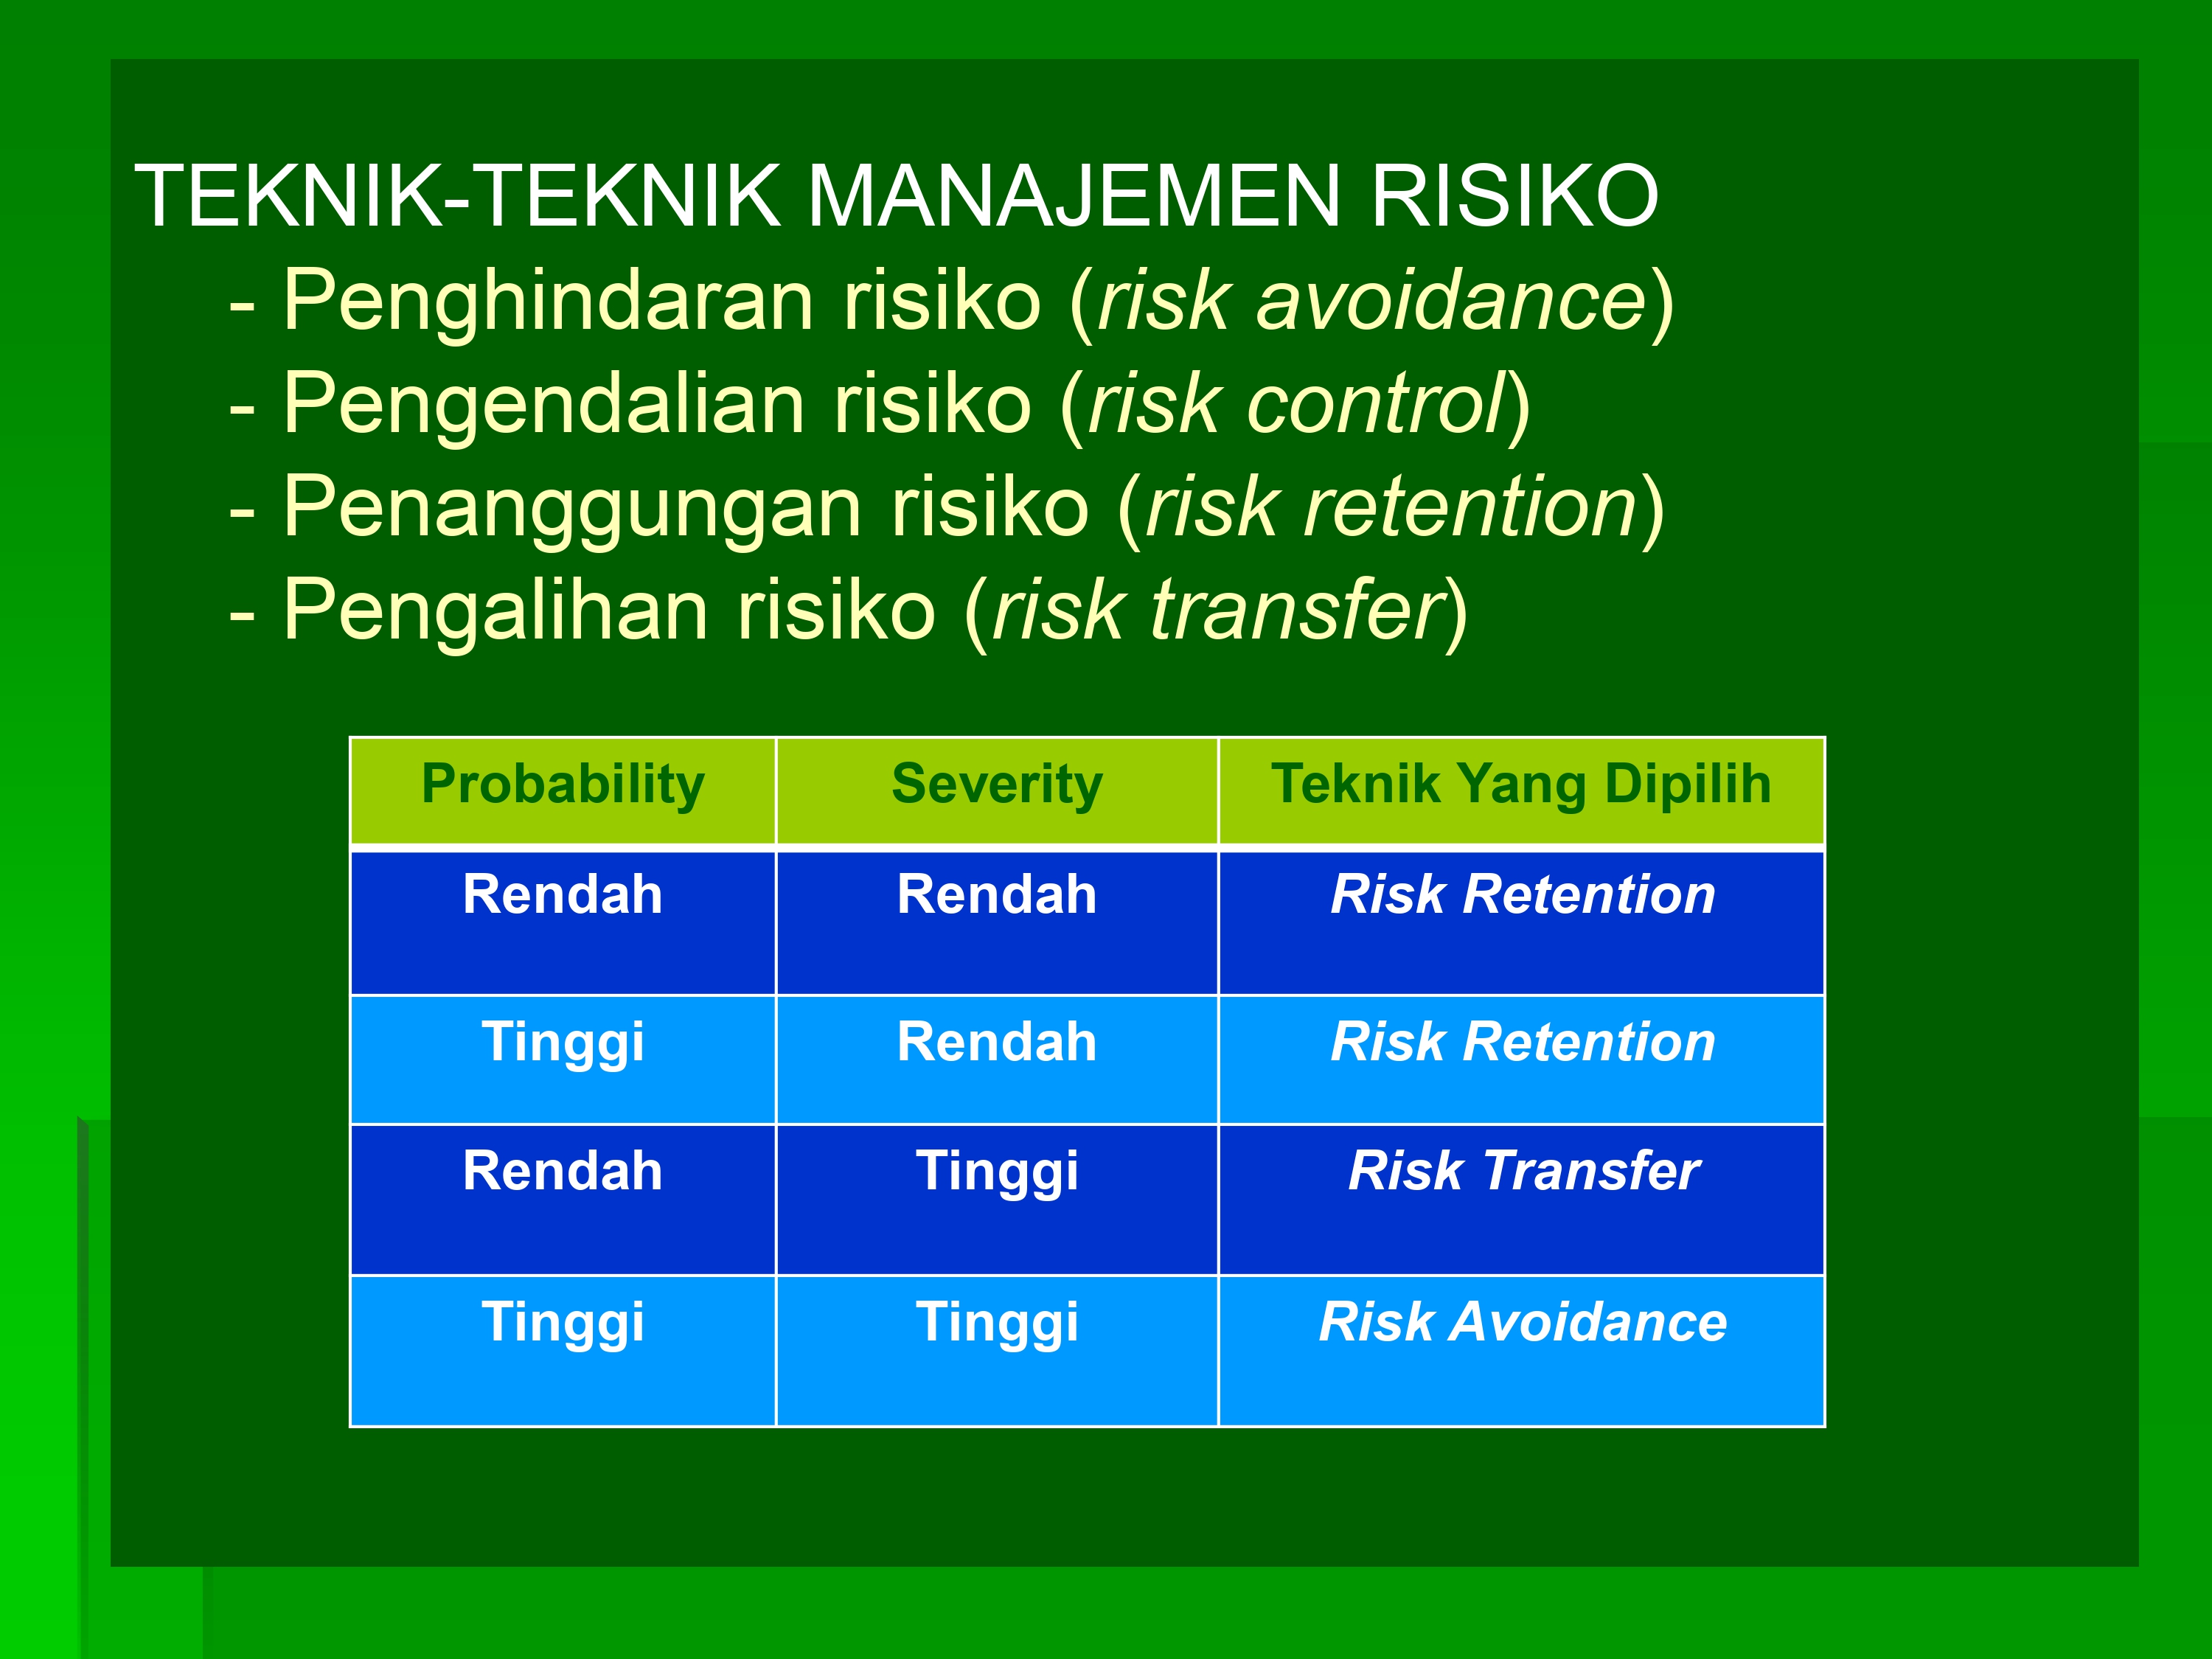 TEKNIK-TEKNIK MANAJEMEN RISIKO
- Penghindaran risiko (risk avoidance)
- Pengendalian risiko (risk control)
- Penanggungan risiko (risk retention)
- Pengalihan risiko (risk transfer)
Probability Severity Teknik Yang Dipilih
Rendah Rendah Risk Retention
Tinggi Rendah Risk Retention
Rendah Tinggi Risk Transfer
Tinggi Tinggi Risk Avoidance